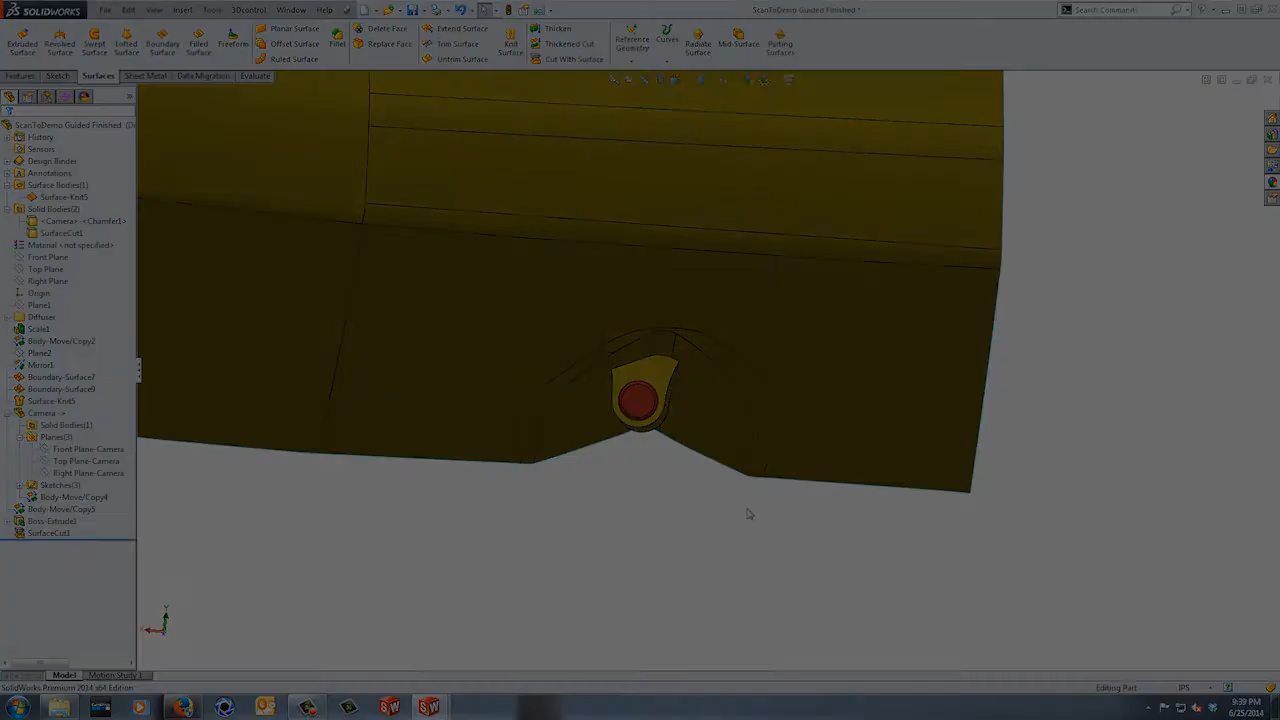 SOLIDWORKS File Edit View Insert Tools 3Dcontrol Window Help ScanToDemo Guided Finished * Search Commands
Extruded Surface Revolved Surface Swept Surface Lofted Surface Boundary Surface Filled Surface Freeform Planar Surface Offset Surface Ruled Surface Fillet Delete Face Replace Face Extend Surface Trim Surface Untrim Surface Knit Surface Thicken Thickened Cut Cut With Surface Reference Geometry Curves Radiate Surface Mid-Surface Parting Surfaces
Features Sketch Surfaces Sheet Metal Data Migration Evaluate
ScanToDemo Guided Finished (De
History
Sensors
Design Binder
Annotations
Surface Bodies(1)
Surface-Knit5
Solid Bodies(2)
<Camera>-<Chamfer1>
SurfaceCut1
Material <not specified>
Front Plane
Top Plane
Right Plane
Origin
Plane1
Diffuser
Scale1
Body-Move/Copy2
Plane2
Mirror1
Boundary-Surface7
Boundary-Surface9
Surface-Knit5
Camera ->
Solid Bodies(1)
Planes(3)
Front Plane-Camera
Top Plane-Camera
Right Plane-Camera
Sketches(3)
Body-Move/Copy4
Body-Move/Copy5
Boss-Extrude1
SurfaceCut1
Model Motion Study 1
SolidWorks Premium 2014 x64 Edition Editing Part IPS
9:39 PM
6/25/2014